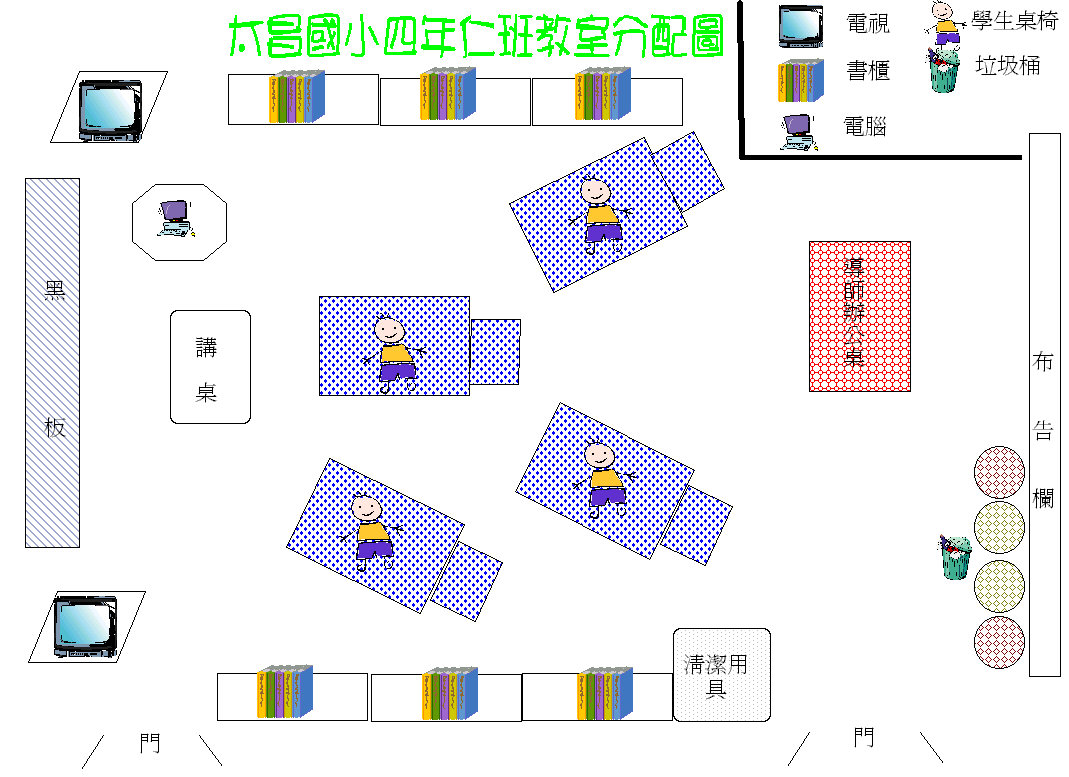 太昌國小四年仁班教室分配圖
電視
學生桌椅
書櫃
垃圾桶
電腦
黑板
講桌
導師辦公桌
布告欄
清潔用
具
門
門